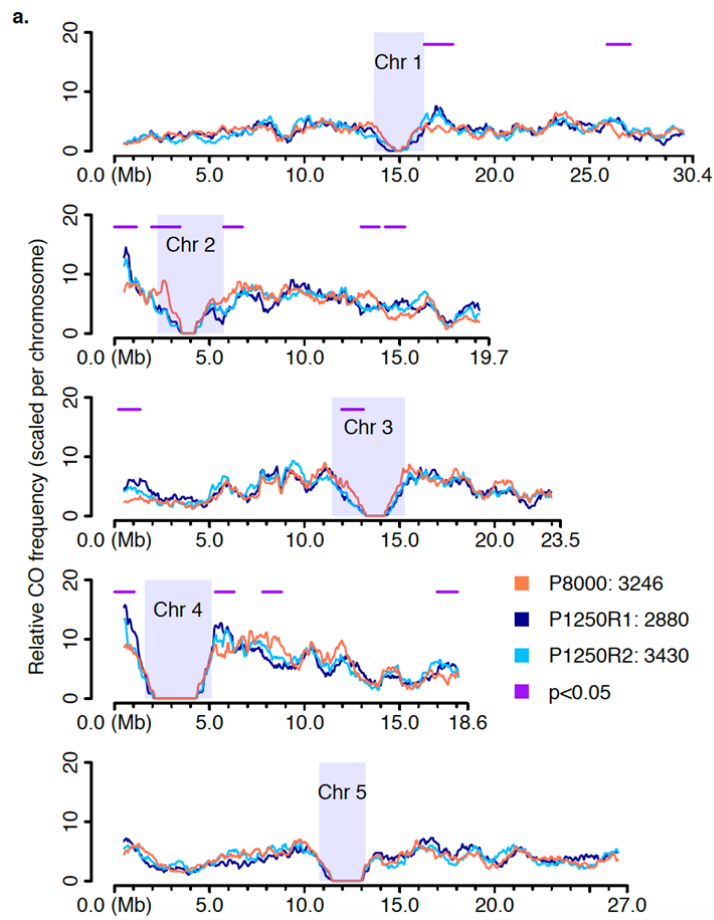 a.
Relative CO frequency (scaled per chromosome)
20
10
0
Chr 1
0.0 (Mb) 5.0 10.0 15.0 20.0 25.0 30.4
20
10
0
Chr 2
0.0 (Mb) 5.0 10.0 15.0 19.7
20
10
0
Chr 3
0.0 (Mb) 5.0 10.0 15.0 20.0 23.5
20
10
0
Chr 4
0.0 (Mb) 5.0 10.0 15.0 18.6
P8000: 3246
P1250R1: 2880
P1250R2: 3430
p<0.05
20
10
0
Chr 5
0.0 (Mb) 5.0 10.0 15.0 20.0 27.0